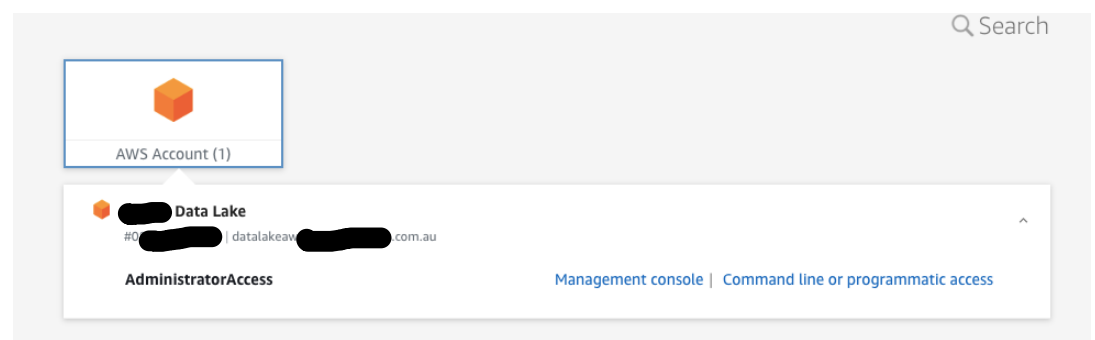 Search
AWS Account (1)
Data Lake
#0 | datalakeaw .com.au
AdministratorAccess
Management console | Command line or programmatic access